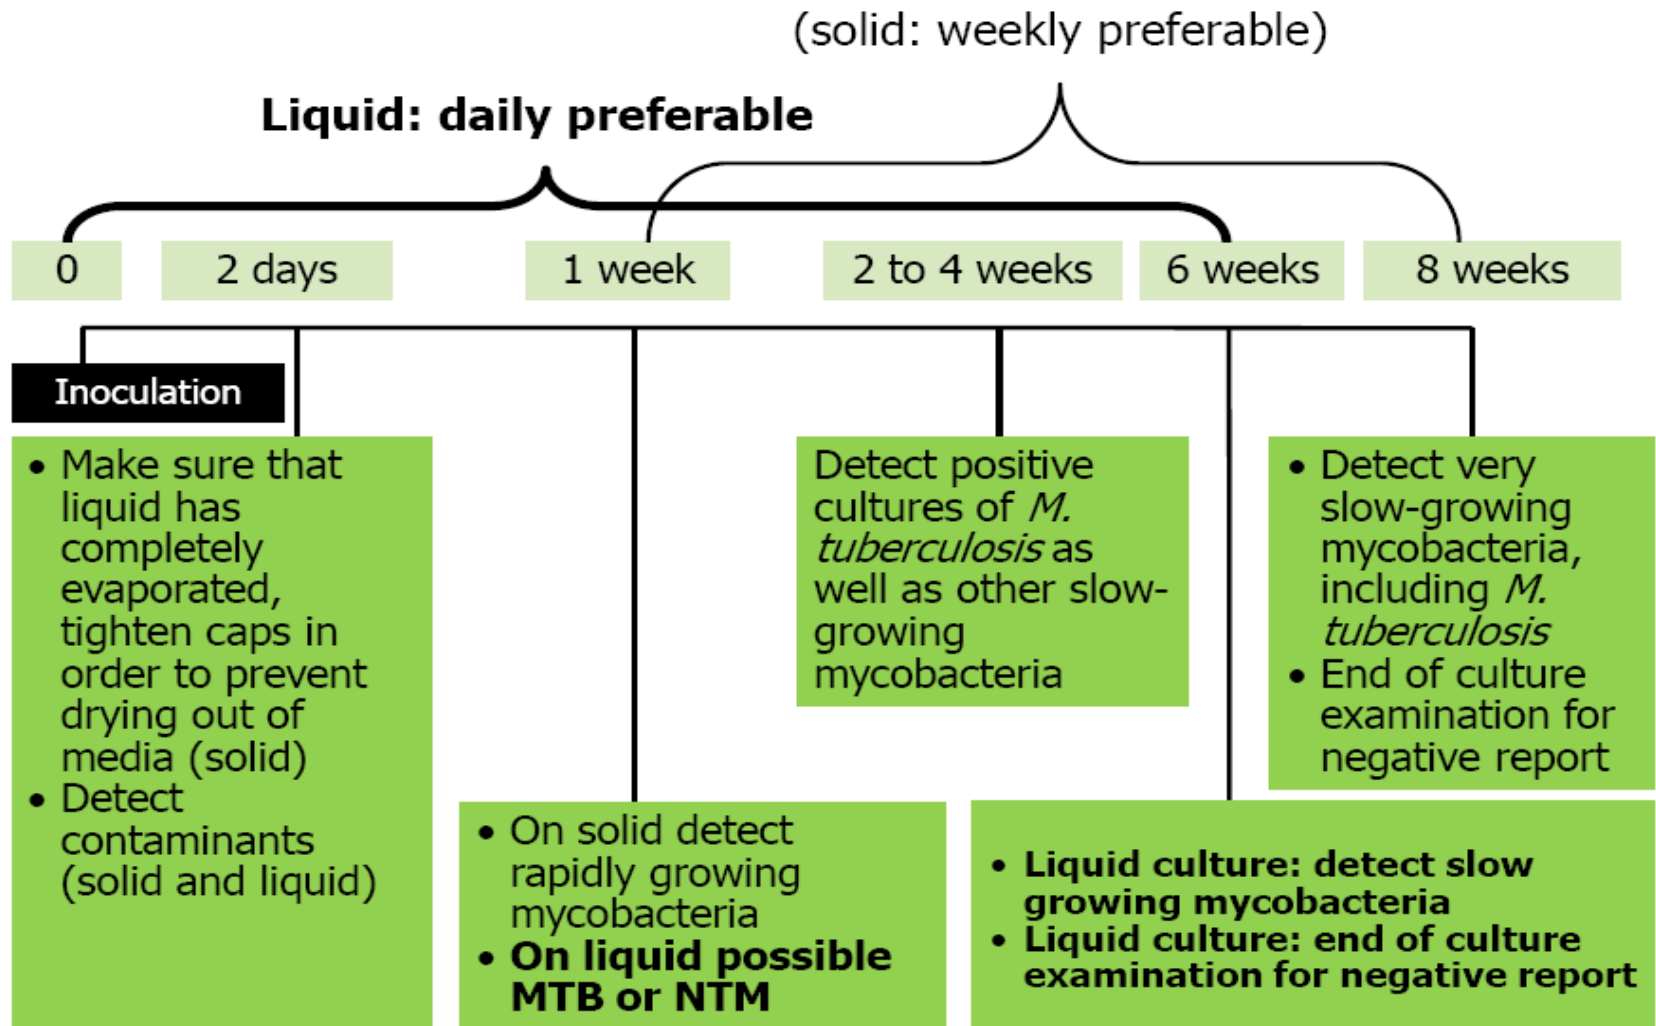 (solid: weekly preferable)
Liquid: daily preferable
0
2 days
1 week
2 to 4 weeks
6 weeks
8 weeks
Inoculation
• Make sure that
liquid has
completely
evaporated,
tighten caps in
order to prevent
drying out of
media (solid)
• Detect
contaminants
(solid and liquid)
• On solid detect
rapidly growing
mycobacteria
• On liquid possible
MTB or NTM
Detect positive
cultures of M.
tuberculosis as
well as other slow-
growing
mycobacteria
• Liquid culture: detect slow
growing mycobacteria
• Liquid culture: end of culture
examination for negative report
• Detect very
slow-growing
mycobacteria,
including M.
tuberculosis
• End of culture
examination for
negative report